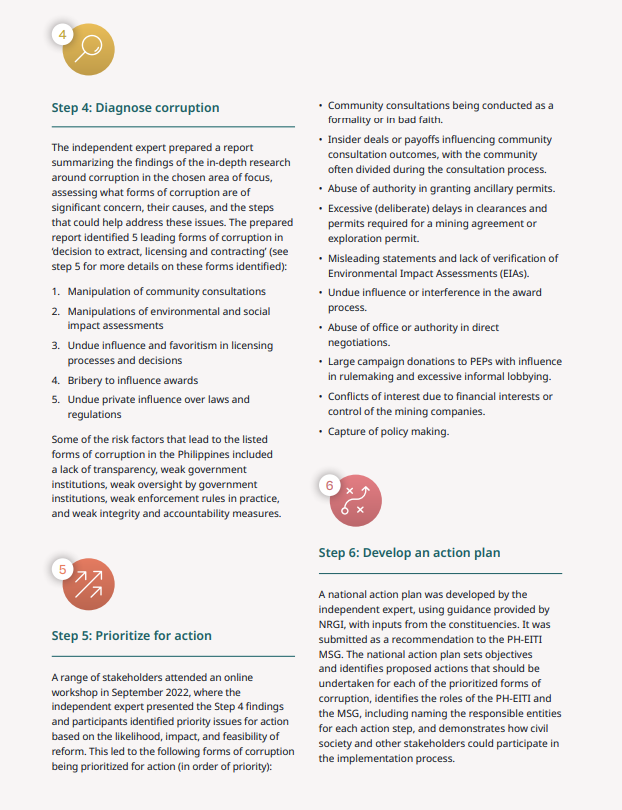 4
Step 4: Diagnose corruption
The independent expert prepared a report
summarizing the findings of the in-depth research
around corruption in the chosen area of focus,
assessing what forms of corruption are of
significant concern, their causes, and the steps
that could help address these issues. The prepared
report identified 5 leading forms of corruption in
‘decision to extract, licensing and contracting’ (see
step 5 for more details on these forms identified):
1. Manipulation of community consultations
2. Manipulations of environmental and social
impact assessments
3. Undue influence and favoritism in licensing
processes and decisions
4. Bribery to influence awards
5. Undue private influence over laws and
regulations
Some of the risk factors that lead to the listed
forms of corruption in the Philippines included
a lack of transparency, weak government
institutions, weak oversight by government
institutions, weak enforcement rules in practice,
and weak integrity and accountability measures.
5
Step 5: Prioritize for action
A range of stakeholders attended an online
workshop in September 2022, where the
independent expert presented the Step 4 findings
and participants identified priority issues for action
based on the likelihood, impact, and feasibility of
reform. This led to the following forms of corruption
being prioritized for action (in order of priority):
• Community consultations being conducted as a
formality or in bad faith.
• Insider deals or payoffs influencing community
consultation outcomes, with the community
often divided during the consultation process.
• Abuse of authority in granting ancillary permits.
• Excessive (deliberate) delays in clearances and
permits required for a mining agreement or
exploration permit.
• Misleading statements and lack of verification of
Environmental Impact Assessments (EIAs).
• Undue influence or interference in the award
process.
• Abuse of office or authority in direct
negotiations.
• Large campaign donations to PEPs with influence
in rulemaking and excessive informal lobbying.
• Conflicts of interest due to financial interests or
control of the mining companies.
• Capture of policy making.
6
Step 6: Develop an action plan
A national action plan was developed by the
independent expert, using guidance provided by
NRGI, with inputs from the constituencies. It was
submitted as a recommendation to the PH-EITI
MSG. The national action plan sets objectives
and identifies proposed actions that should be
undertaken for each of the prioritized forms of
corruption, identifies the roles of the PH-EITI and
the MSG, including naming the responsible entities
for each action step, and demonstrates how civil
society and other stakeholders could participate in
the implementation process.